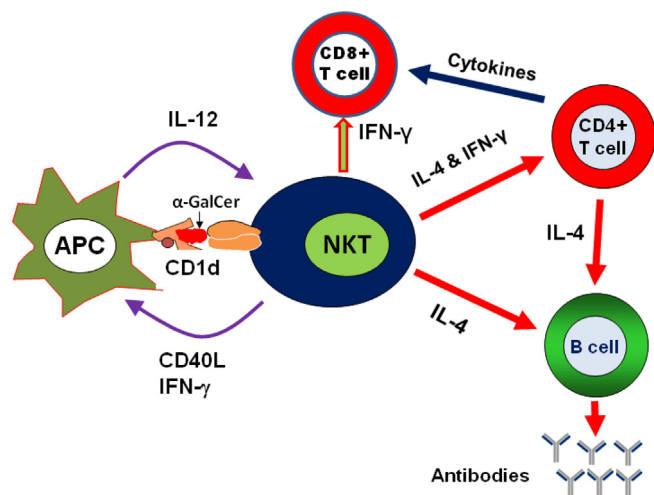 CD8+
T cell
Cytokines
IL-12
IFN-γ
CD4+
T cell
IL-4 & IFN-γ
α-GalCer
APC
CD1d
NKT
IL-4
IL-4
CD40L
IFN-γ
B cell
Antibodies